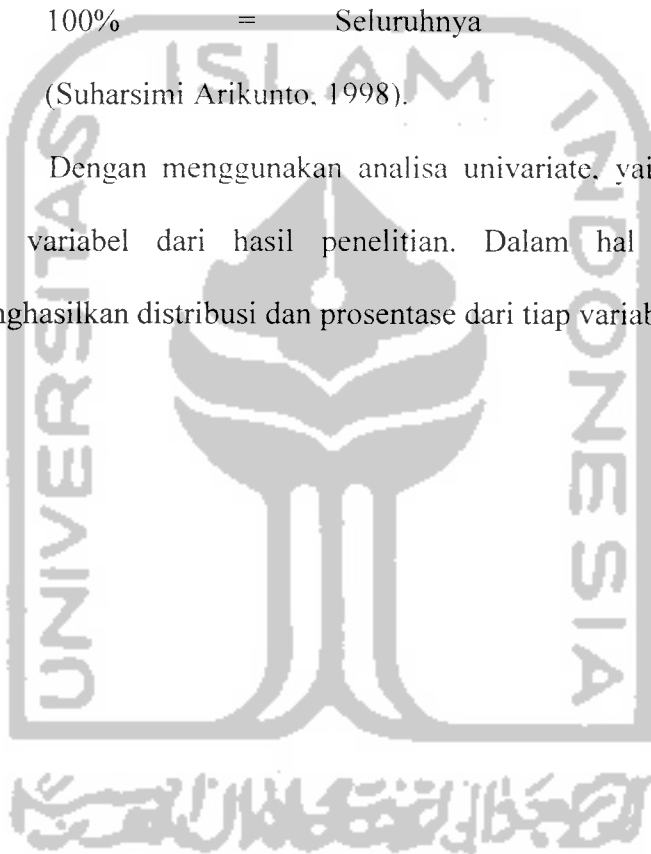 100% = Seluruhnya
(Suharsimi Arikunto. 1998).
Dengan menggunakan analisa univariate, yai
variabel dari hasil penelitian. Dalam hal
nghasilkan distribusi dan prosentase dari tiap variab
ISLAM
UNIVERSITAS
INDONESIA